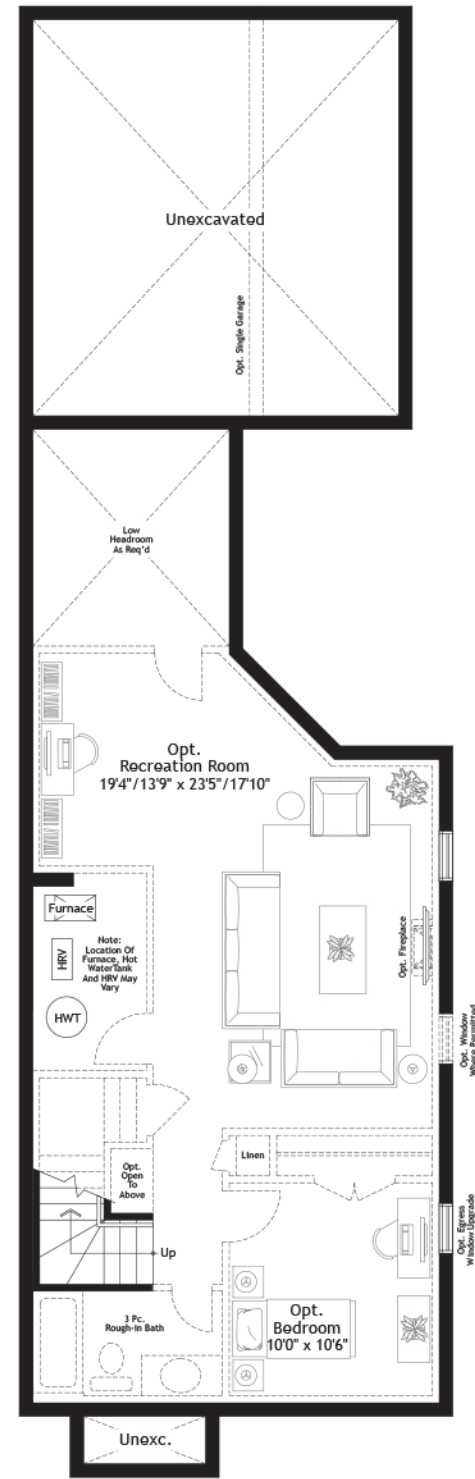 Unexcavated
Opt. Single Garage
Low
Headroom
As Req'd
Opt.
Recreation Room
19'4"/13'9" x 23'5"/17'10"
Furnace
HRV
Note:
Location Of
Furnace, Hot
WaterTank
And HRV May
Vary
HWT
Opt. Fireplace
Opt. Window
Where Permitted
Linen
Opt.
Open
To
Above
Up
Opt. Egress
Window Upgrade
3 Pc.
Rough-In Bath
Opt.
Bedroom
10'0" x 10'6"
Unexc.